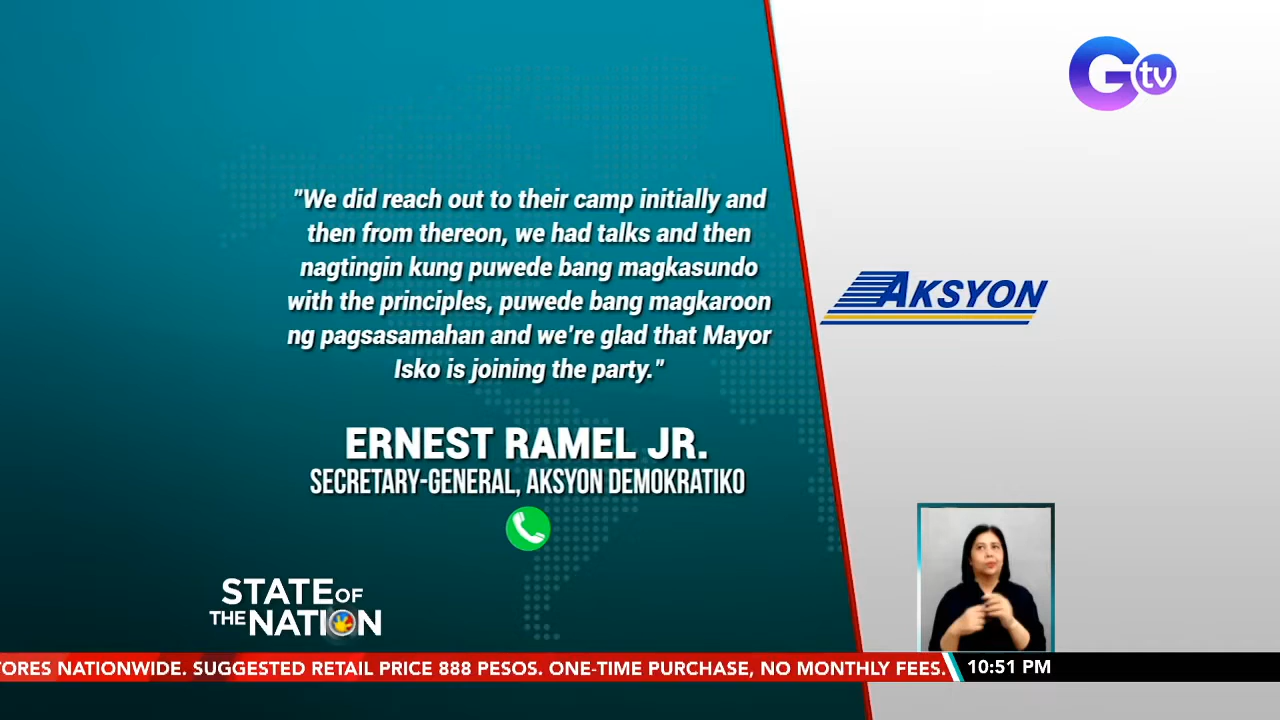 Gtv
"We did reach out to their camp initially and
then from thereon, we had talks and then
nagtingin kung puwede bang magkasundo
with the principles, puwede bang magkaroon
ng pagsasamahan and we're glad that Mayor
Isko is joining the party."
AKSYON
ERNEST RAMEL JR.
SECRETARY-GENERAL, AKSYON DEMOKRATIKO
STATE OF
THE NATION
TORES NATIONWIDE. SUGGESTED RETAIL PRICE 888 PESOS. ONE-TIME PURCHASE, NO MONTHLY FEES.
10:51 PM